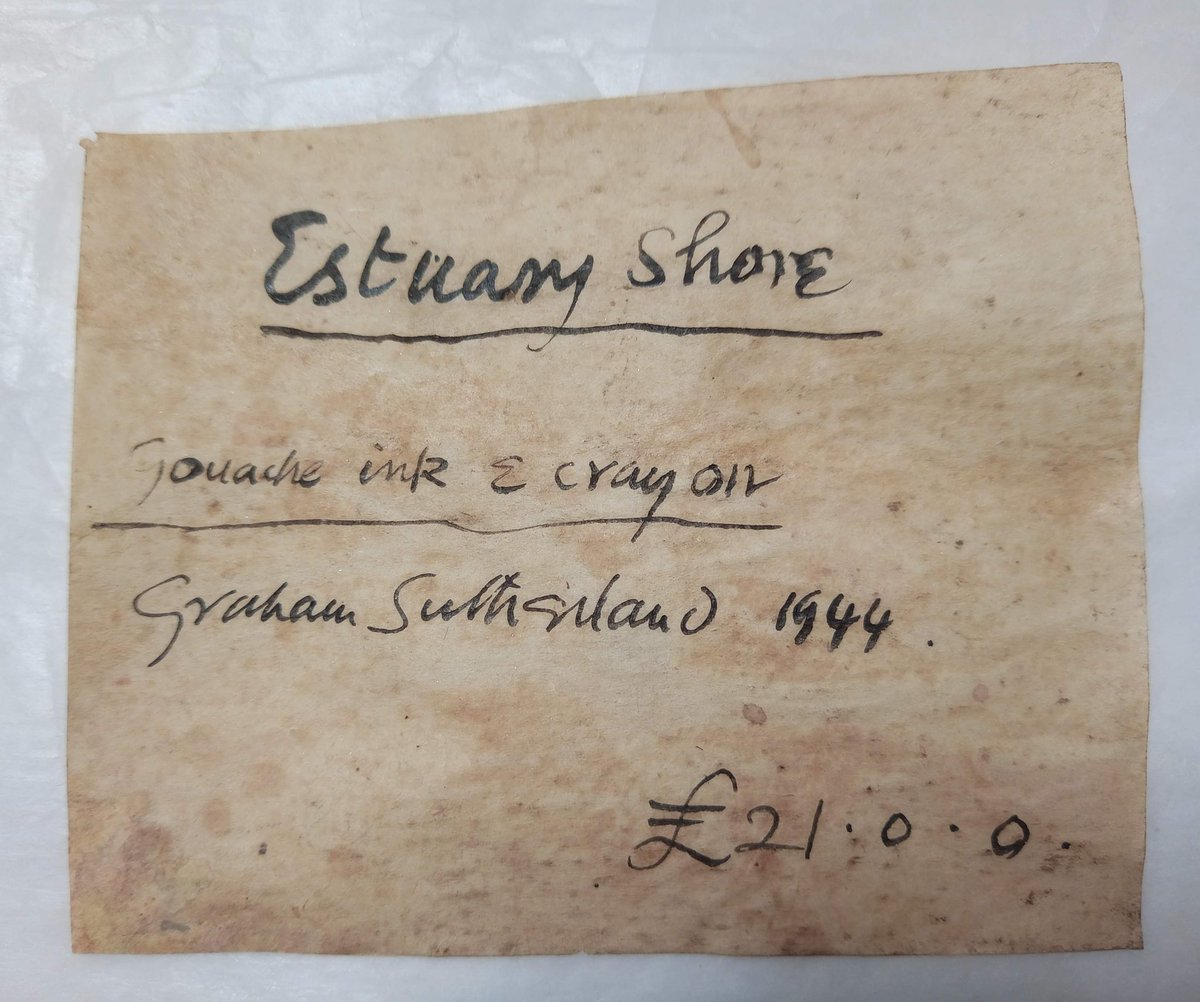 Estuary Shore
Gouache ink & crayon
Graham Sutherland 1944.
£21.0.0.